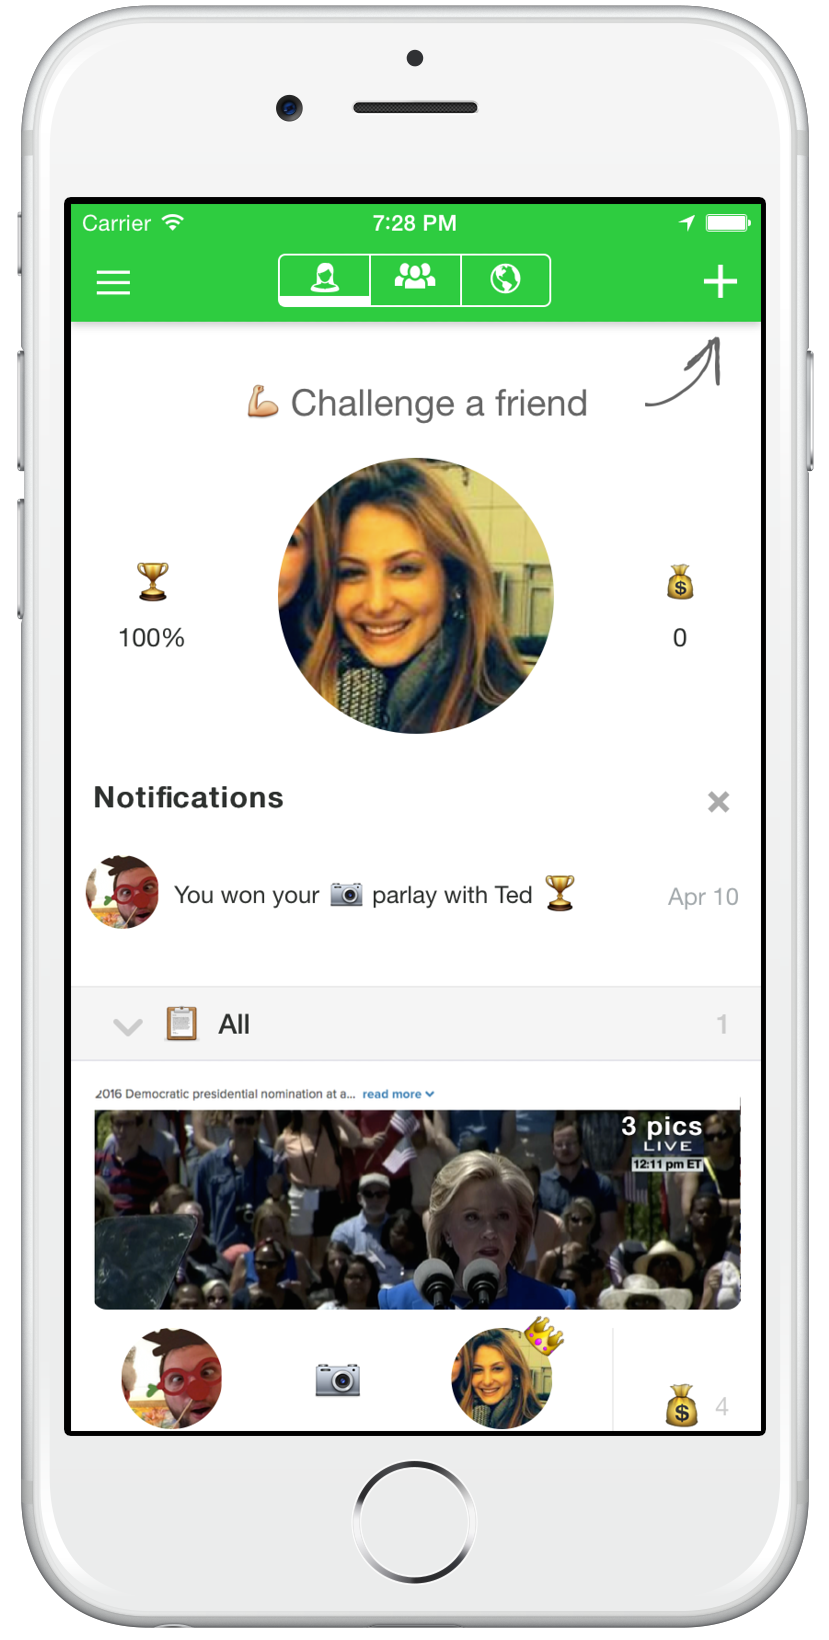 Carrier 7:28 PM
Challenge a friend
100%
0
Notifications
You won your parlay with Ted
Apr 10
All
1
2016 Democratic presidential nomination at a... read more
3 pics
LIVE
12:11 pm ET
4